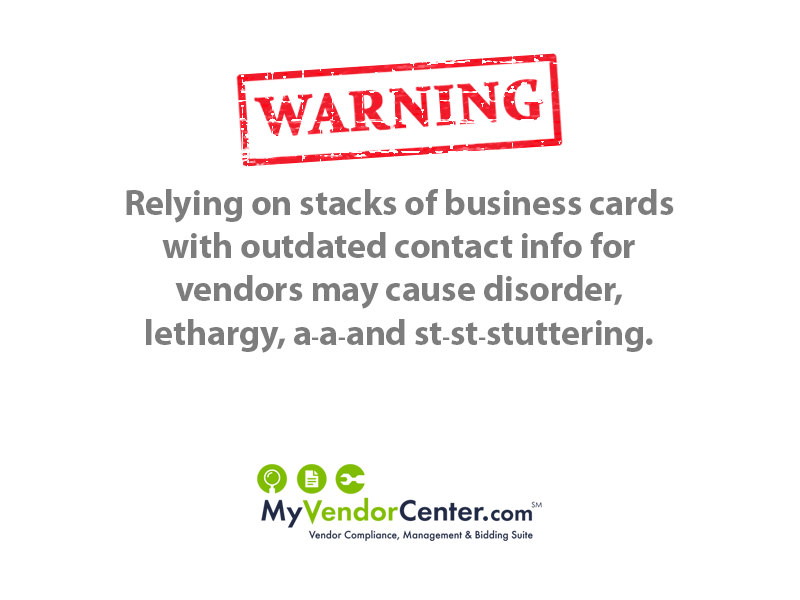 WARNING
Relying on stacks of business cards
with outdated contact info for
vendors may cause disorder,
lethargy, a-a-and st-st-stuttering.
MyVendorCenter.com℠
Vendor Compliance, Management & Bidding Suite